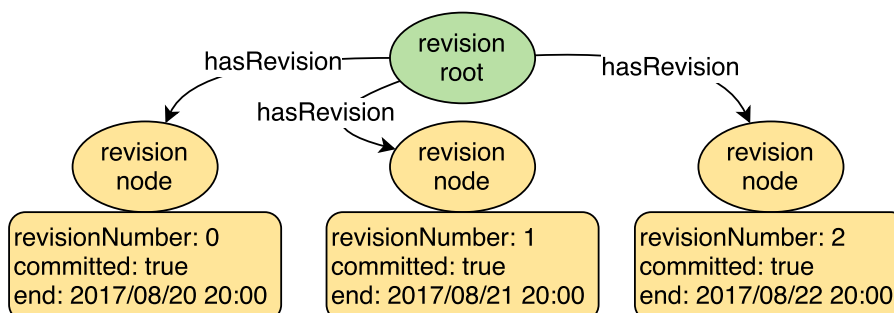 revision
root
hasRevision
hasRevision
hasRevision
revision
node
revision
node
revision
node
revisionNumber: 0
committed: true
end: 2017/08/20 20:00
revisionNumber: 1
committed: true
end: 2017/08/21 20:00
revisionNumber: 2
committed: true
end: 2017/08/22 20:00